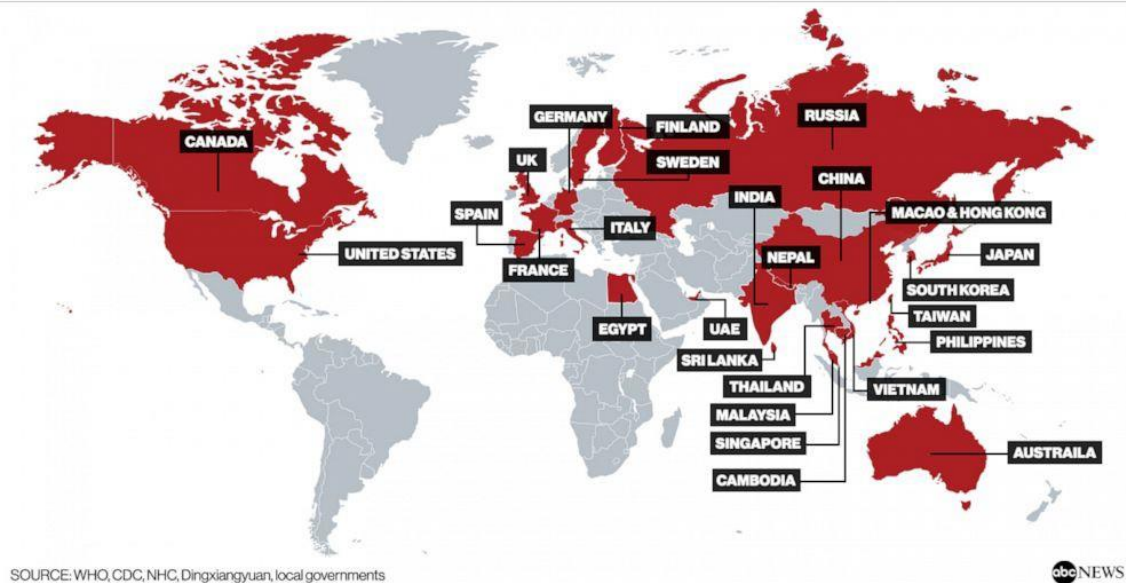 CANADA
UNITED STATES
GERMANY
FINLAND
UK
SWEDEN
SPAIN
ITALY
FRANCE
EGYPT
RUSSIA
CHINA
INDIA
MACAO & HONG KONG
NEPAL
JAPAN
SOUTH KOREA
TAIWAN
UAE
PHILIPPINES
SRI LANKA
THAILAND
VIETNAM
MALAYSIA
SINGAPORE
CAMBODIA
AUSTRAILA
SOURCE: WHO, CDC, NHC, Dingxiangyuan, local governments
abc NEWS